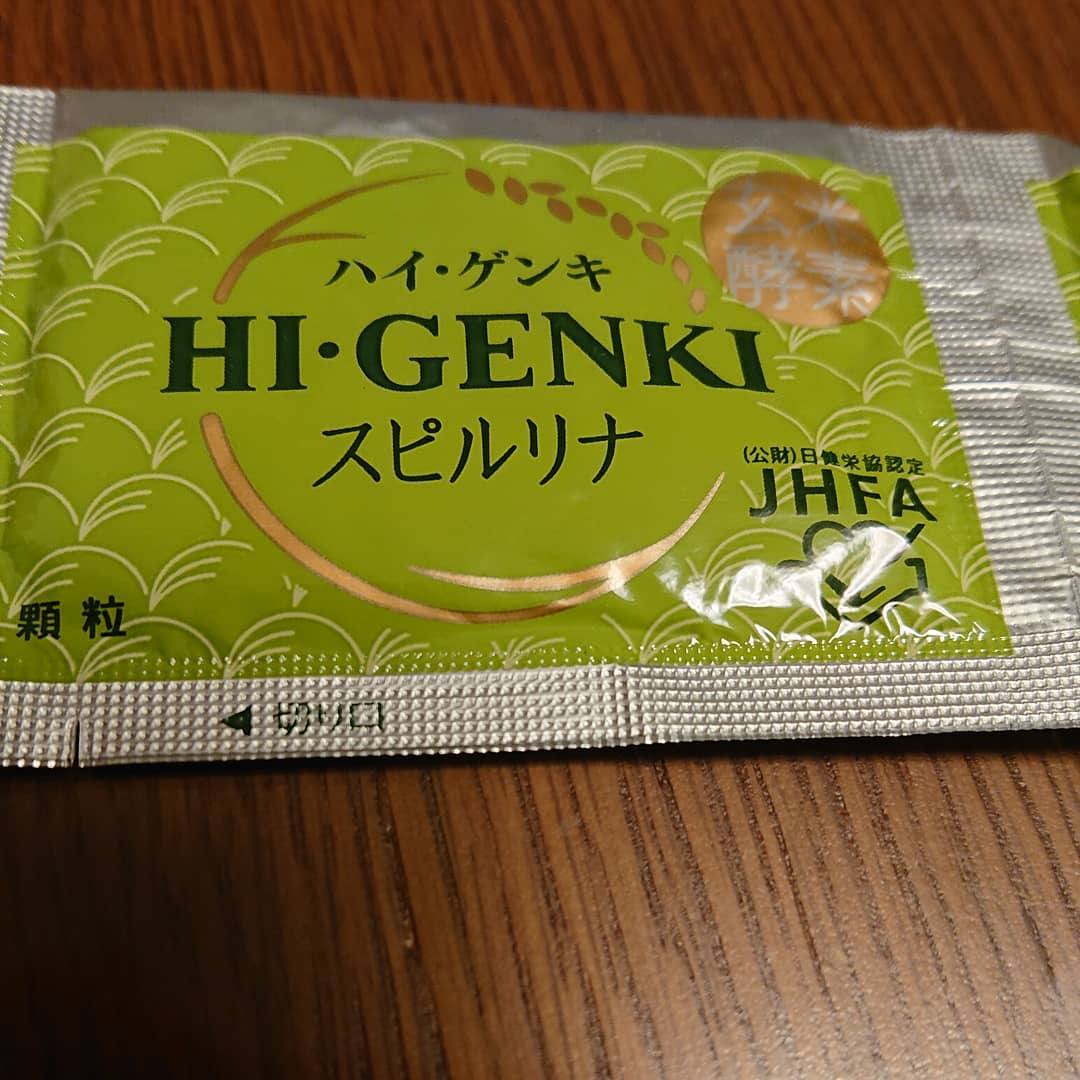 玄米
酵素
ハイ・ゲンキ
HI・GENKI
スピルリナ
(公財)日健栄協認定
JHFA
顆粒
◀ 切り口